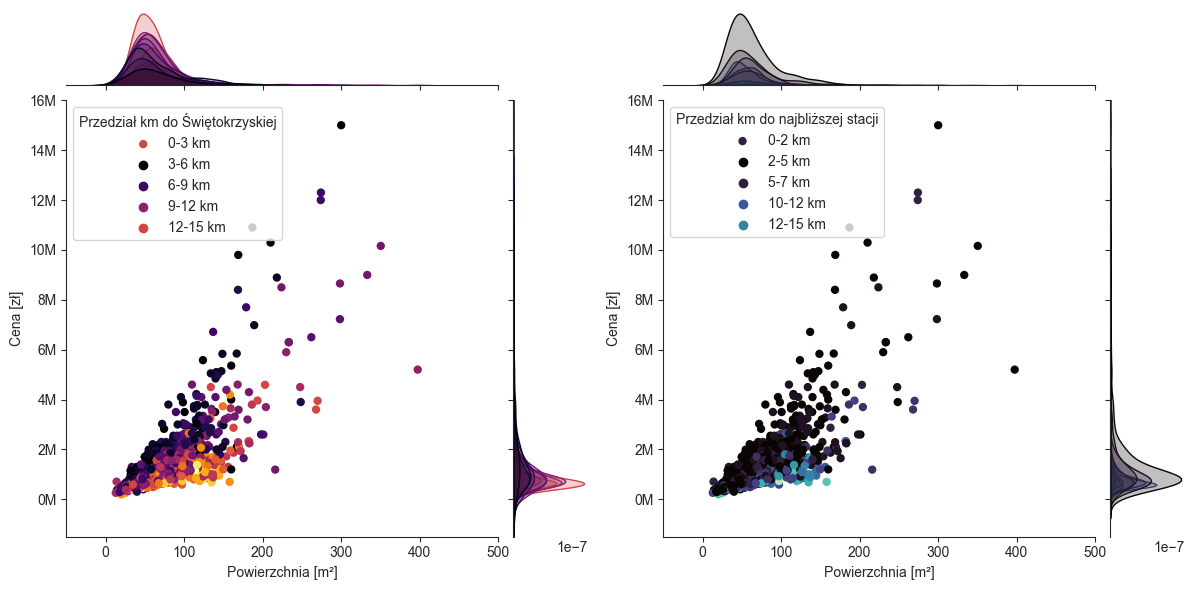 16M
14M
12M
10M
8M
6M
4M
2M
0M
Cena [zł]
Przedział km do Świętokrzyskiej
0-3 km
3-6 km
6-9 km
9-12 km
12-15 km
0
100
200
300
400
500
Powierzchnia [m²]
1e−7
16M
14M
12M
10M
8M
6M
4M
2M
0M
Cena [zł]
Przedział km do najbliższej stacji
0-2 km
2-5 km
5-7 km
10-12 km
12-15 km
0
100
200
300
400
500
Powierzchnia [m²]
1e−7